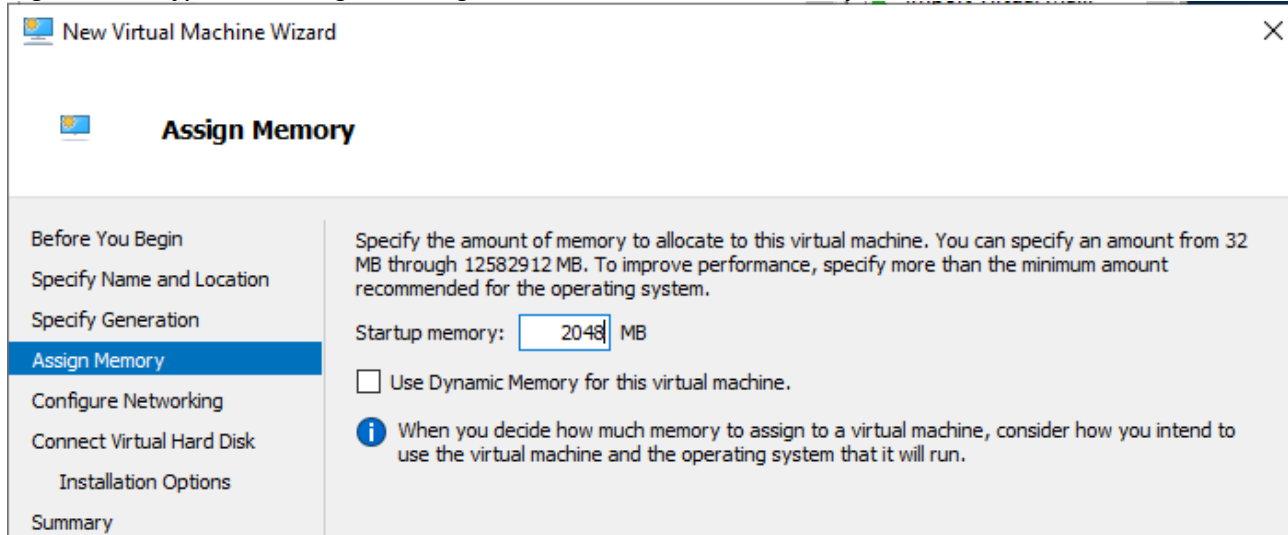 New Virtual Machine Wizard
Assign Memory
Before You Begin
Specify Name and Location
Specify Generation
Assign Memory
Configure Networking
Connect Virtual Hard Disk
Installation Options
Summary
Specify the amount of memory to allocate to this virtual machine. You can specify an amount from 32
MB through 12582912 MB. To improve performance, specify more than the minimum amount
recommended for the operating system.
Startup memory: 2048 MB
Use Dynamic Memory for this virtual machine.
When you decide how much memory to assign to a virtual machine, consider how you intend to
use the virtual machine and the operating system that it will run.